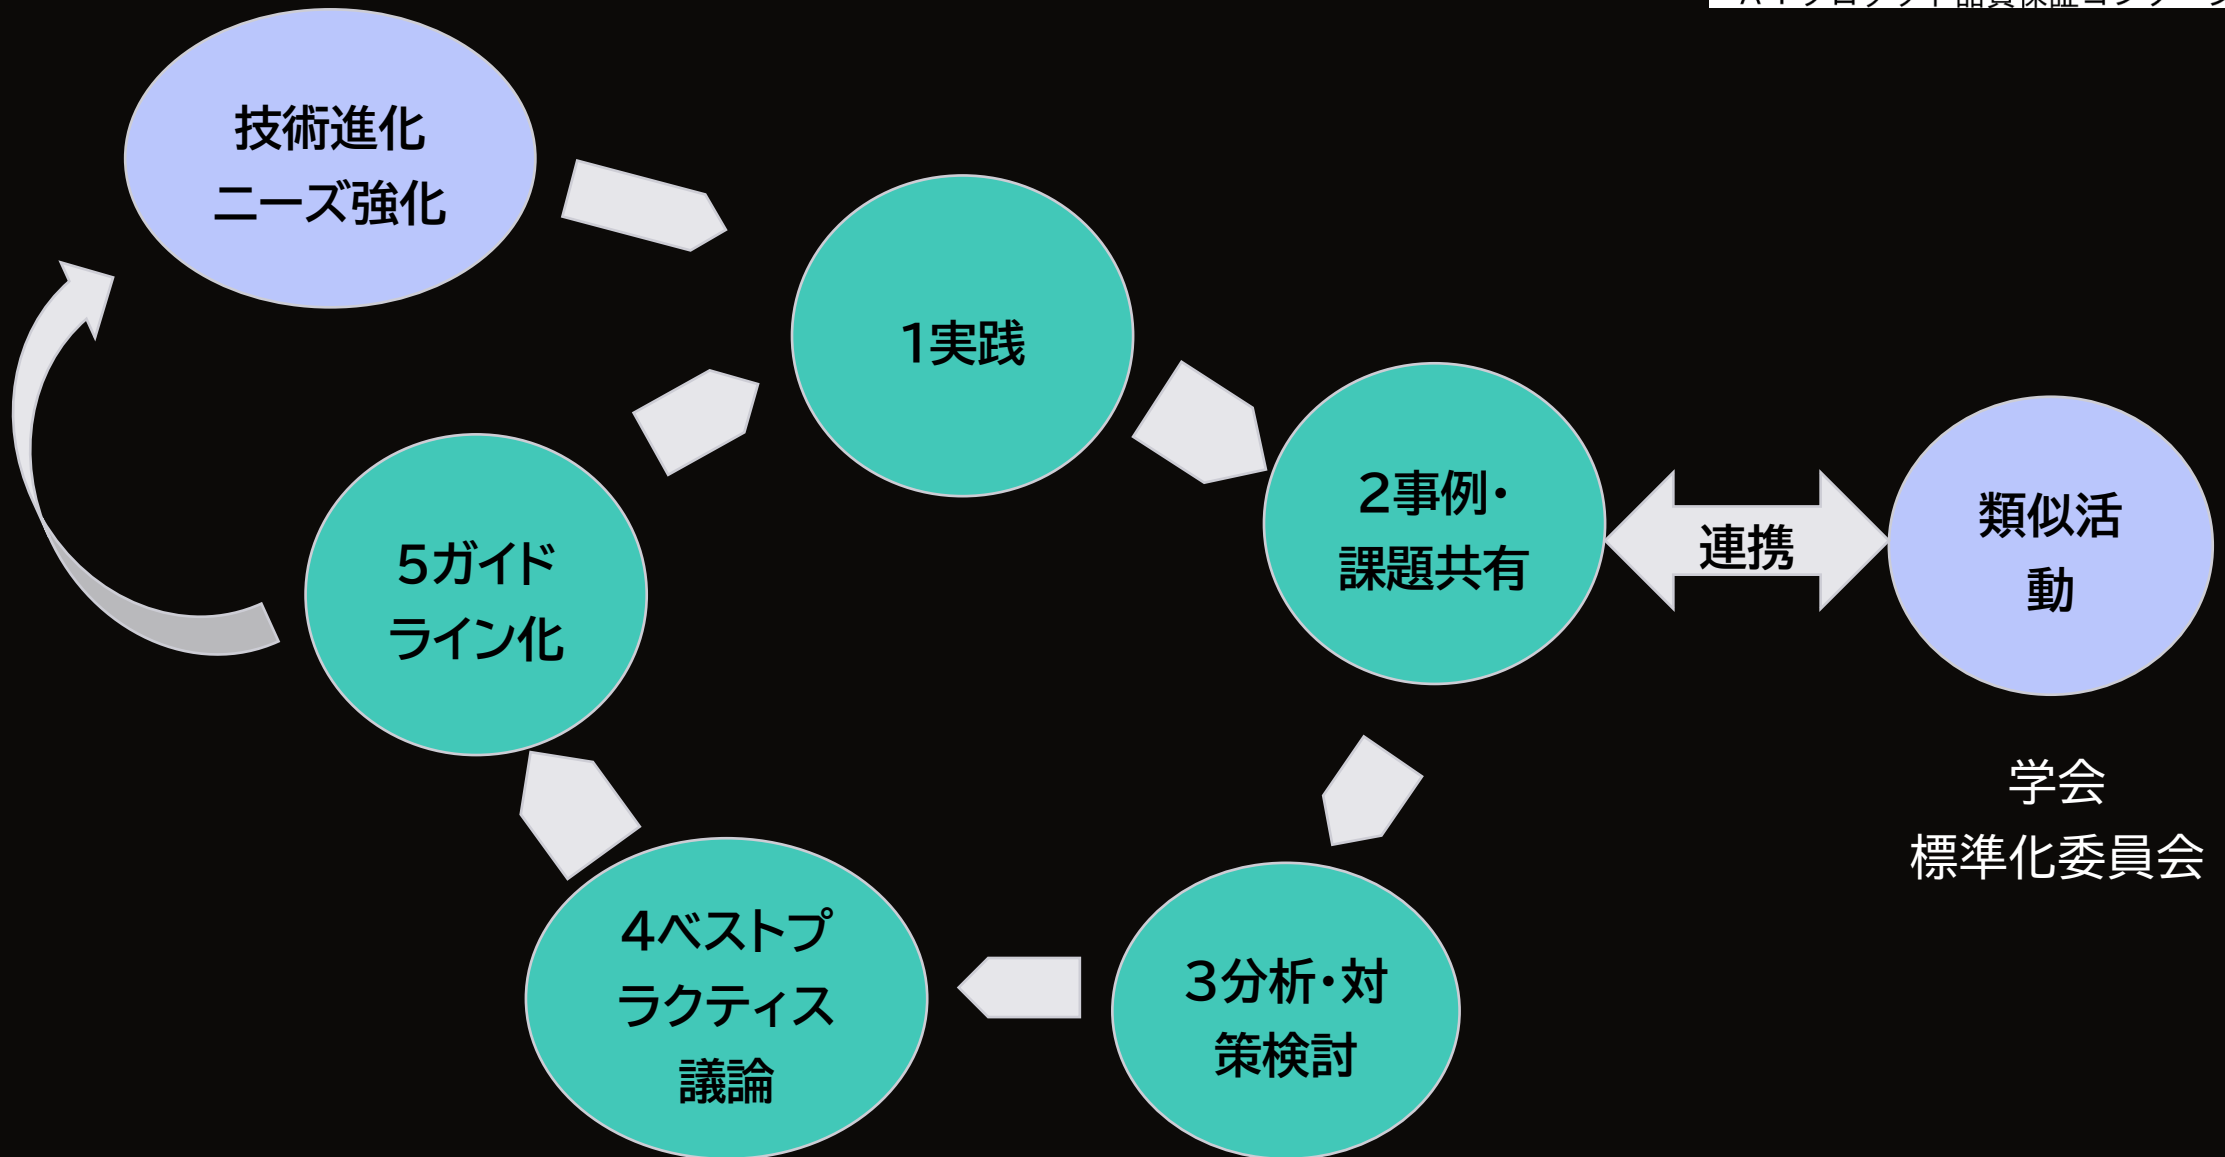 技術進化
ニーズ強化
1実践
2事例・
課題共有
連携
類似活
動
学会
標準化委員会
3分析・対
策検討
4ベストプ
ラクティス
議論
5ガイド
ライン化